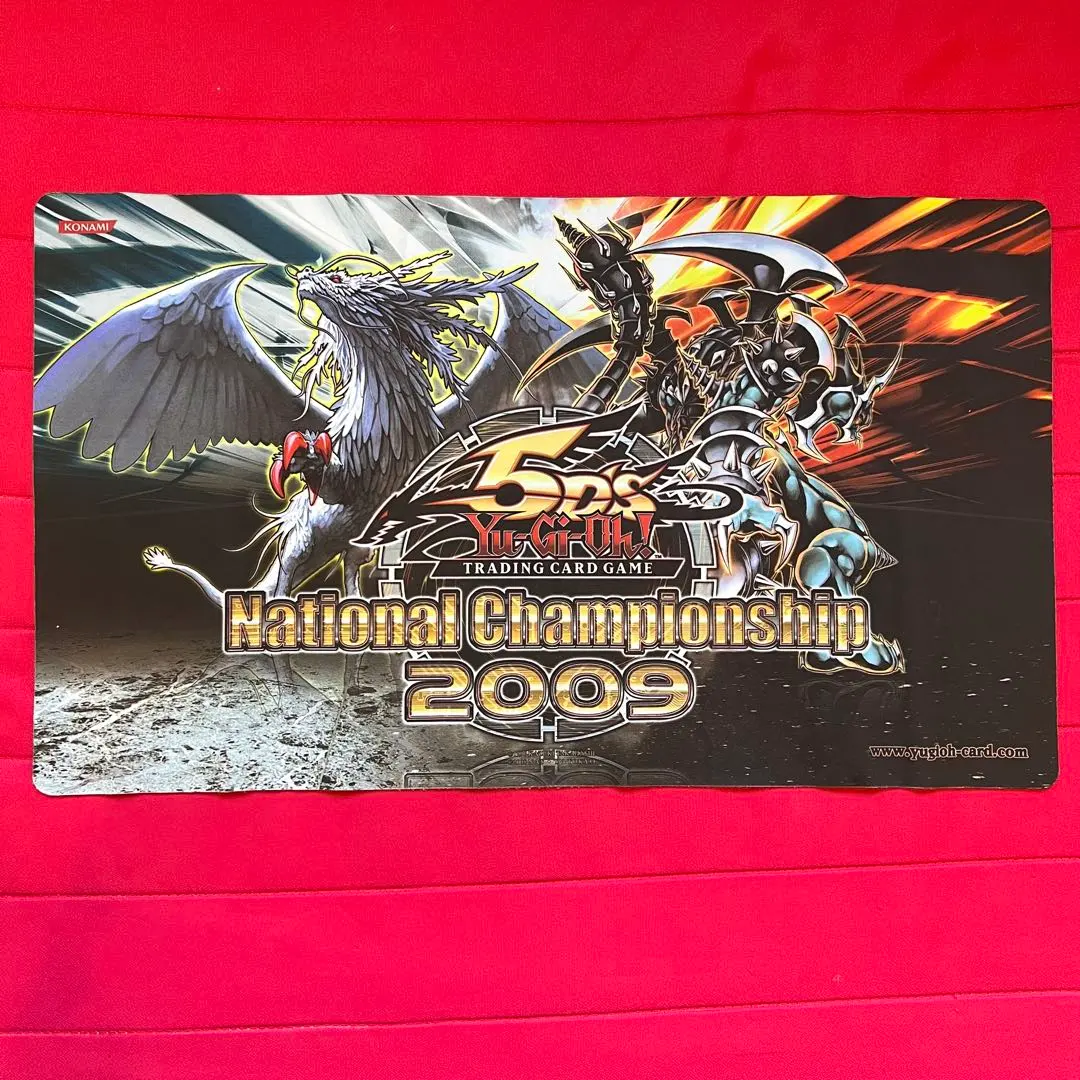 KONAMI
5D's
Yu-Gi-Oh!
TRADING CARD GAME
National Championship
2009
www.yugioh-card.com